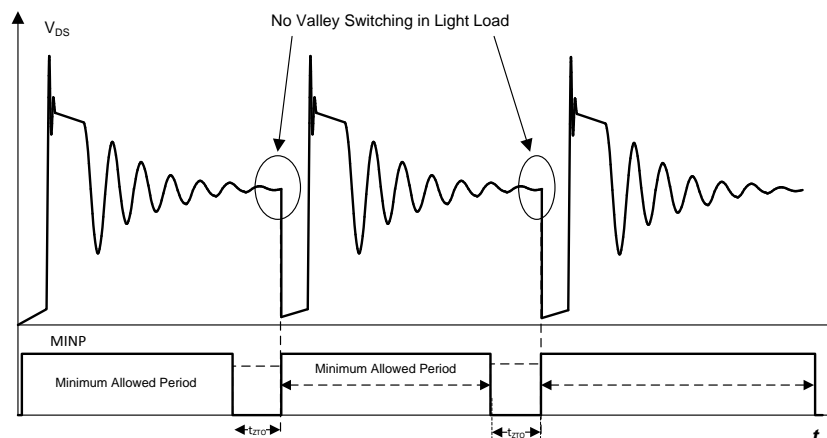 No Valley Switching in Light Load
VDS
MINP
Minimum Allowed Period
Minimum Allowed Period
tZTO
tZTO
t